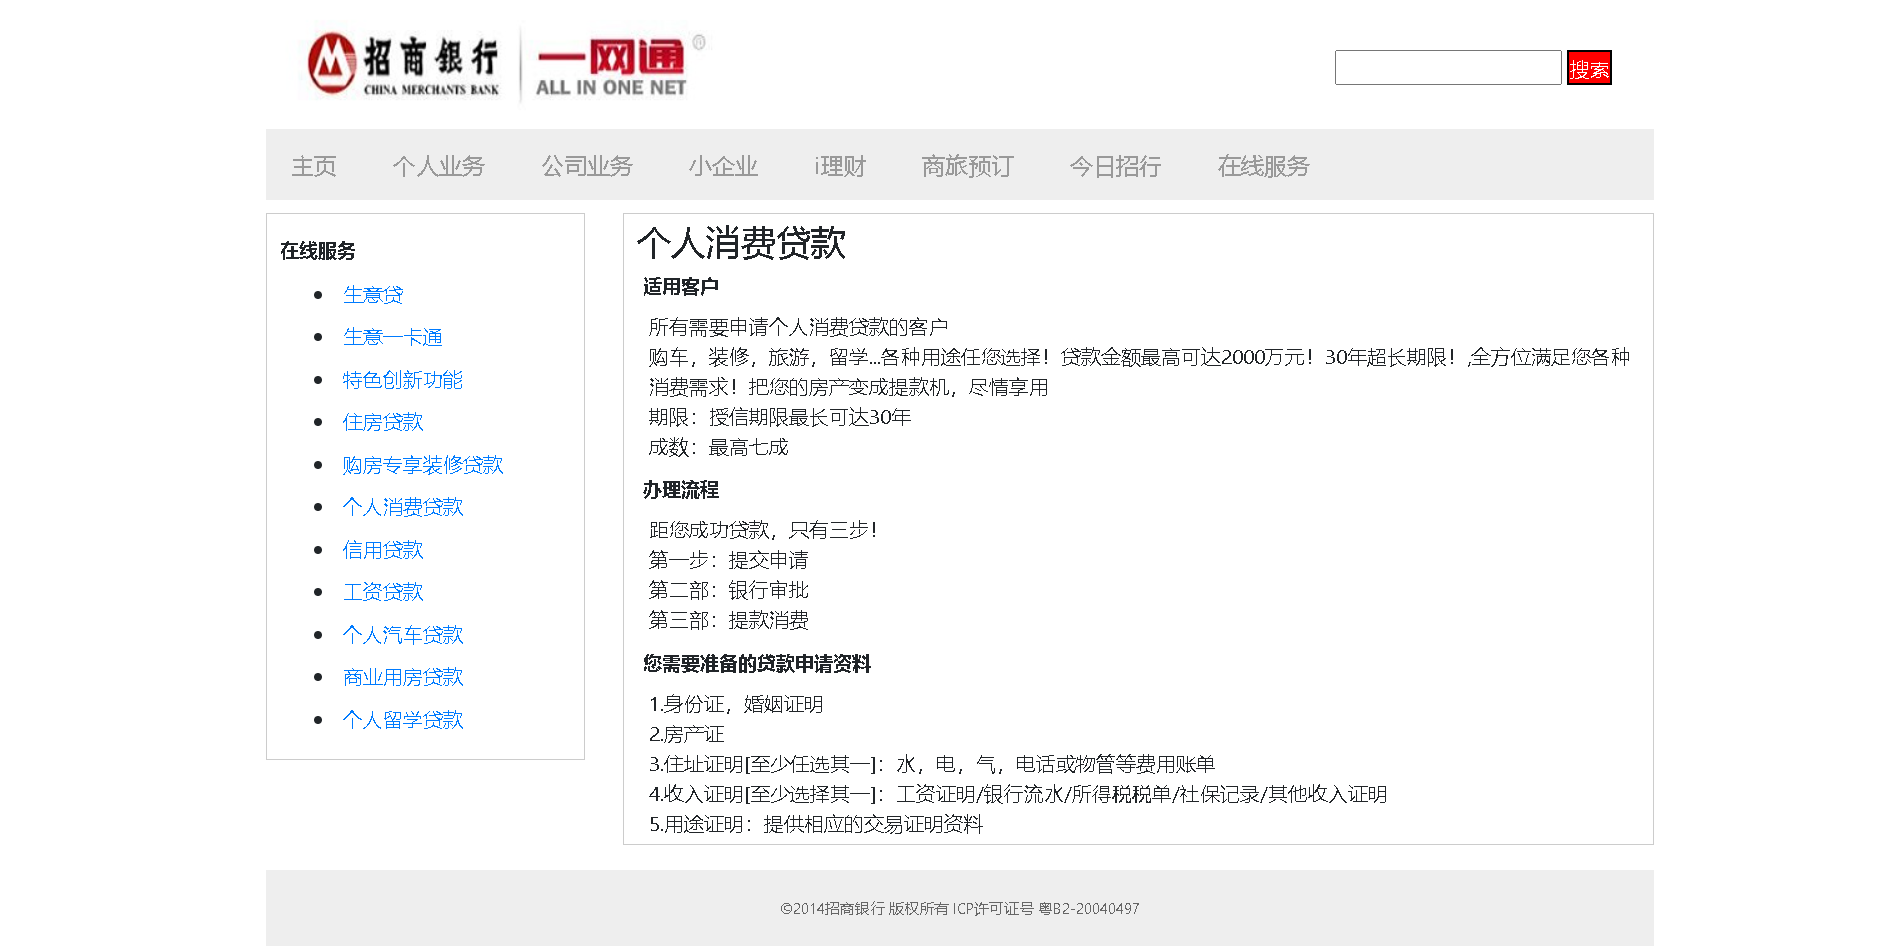 招商银行
CHINA MERCHANTS BANK
一网通®
ALL IN ONE NET
搜索
主页 个人业务 公司业务 小企业 i理财 商旅预订 今日招行 在线服务
在线服务
生意贷
生意一卡通
特色创新功能
住房贷款
购房专享装修贷款
个人消费贷款
信用贷款
工资贷款
个人汽车贷款
商业用房贷款
个人留学贷款
个人消费贷款
适用客户
所有需要申请个人消费贷款的客户
购车，装修，旅游，留学...各种用途任您选择！贷款金额最高可达2000万元！30年超长期限！,全方位满足您各种
消费需求！把您的房产变成提款机，尽情享用
期限：授信期限最长可达30年
成数：最高七成
办理流程
距您成功贷款，只有三步！
第一步：提交申请
第二部：银行审批
第三部：提款消费
您需要准备的贷款申请资料
1.身份证，婚姻证明
2.房产证
3.住址证明[至少任选其一]：水，电，气，电话或物管等费用账单
4.收入证明[至少选择其一]：工资证明/银行流水/所得税税单/社保记录/其他收入证明
5.用途证明：提供相应的交易证明资料
©2014招商银行 版权所有 ICP许可证号 粤B2-20040497